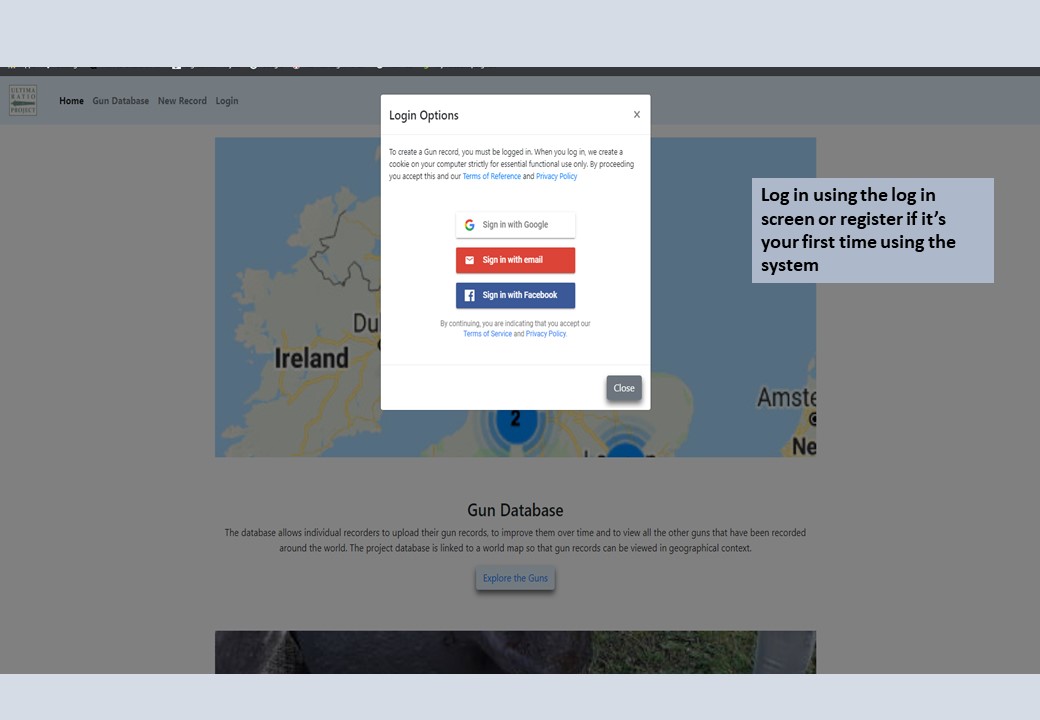 ULTIMA
RATIO
PROJECT
Home Gun Database New Record Login
Login Options
x
To create a Gun record, you must be logged in. When you log in, we create a
cookie on your computer strictly for essential functional use only. By proceeding
you accept this and our Terms of Reference and Privacy Policy
Sign in with Google
Sign in with email
Sign in with Facebook
By continuing, you are indicating that you accept our
Terms of Service and Privacy Policy.
Close
Log in using the log in
screen or register if it's
your first time using the
system
Du
Ireland
2
Amste
Ne
Gun Database
The database allows individual recorders to upload their gun records, to improve them over time and to view all the other guns that have been recorded
around the world. The project database is linked to a world map so that gun records can be viewed in geographical context.
Explore the Guns